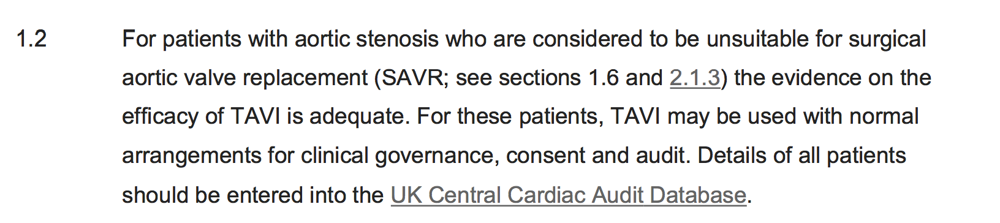 1.2 For patients with aortic stenosis who are considered to be unsuitable for surgical
aortic valve replacement (SAVR; see sections 1.6 and 2.1.3) the evidence on the
efficacy of TAVI is adequate. For these patients, TAVI may be used with normal
arrangements for clinical governance, consent and audit. Details of all patients
should be entered into the UK Central Cardiac Audit Database.